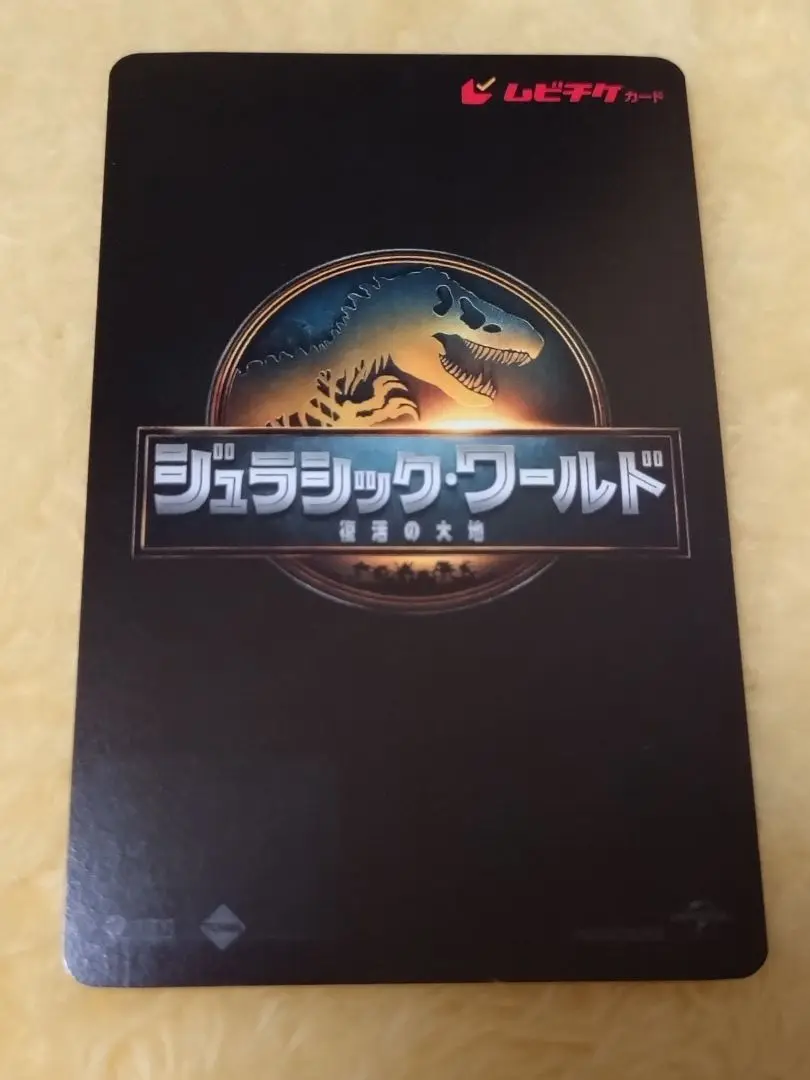 ムビチケカード
ジュラシック・ワールド
復活の大地